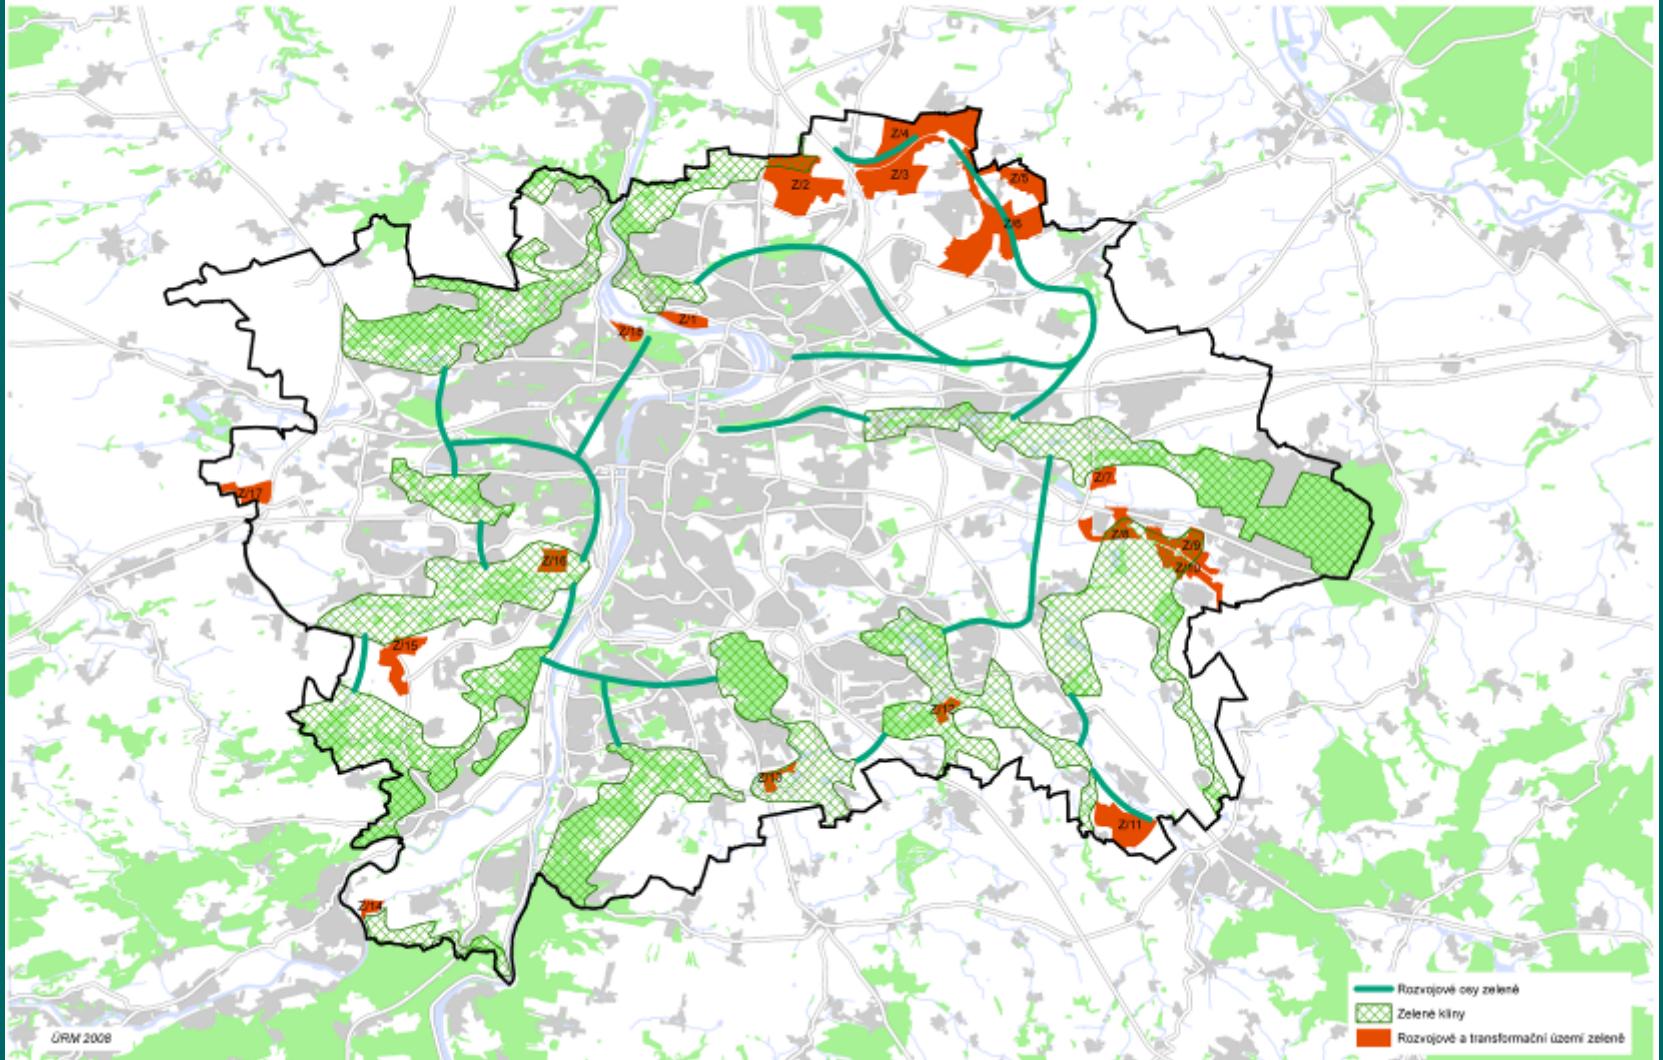 Z/4
Z/3
Z/2
Z/5
Z/6
Z/1
Z/18
Z/7
Z/17
Z/8
Z/9
Z/10
Z/16
Z/15
Z/12
Z/13
Z/11
Z/14
Rozvojové osy zeleně
Zelené klíny
Rozvojové a transformační území zeleně
ÚRM 2008